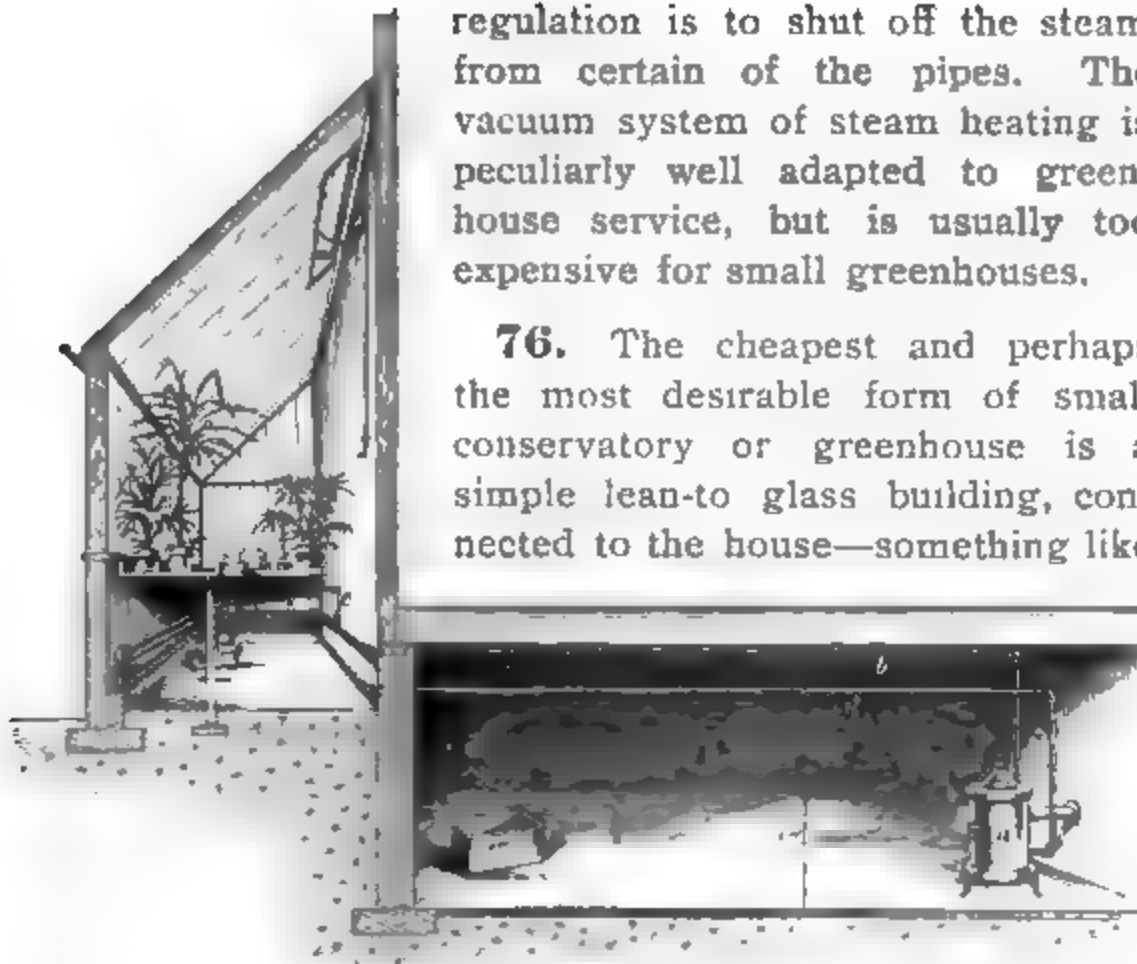 regulation is to shut off the steam
from certain of the pipes. The
vacuum system of steam heating is
peculiarly well adapted to green
house service, but is usually too
expensive for small greenhouses.
76. The cheapest and perhaps
the most desirable form of small
conservatory or greenhouse is a
simple lean-to glass building, con
nected to the house—something like
b
a